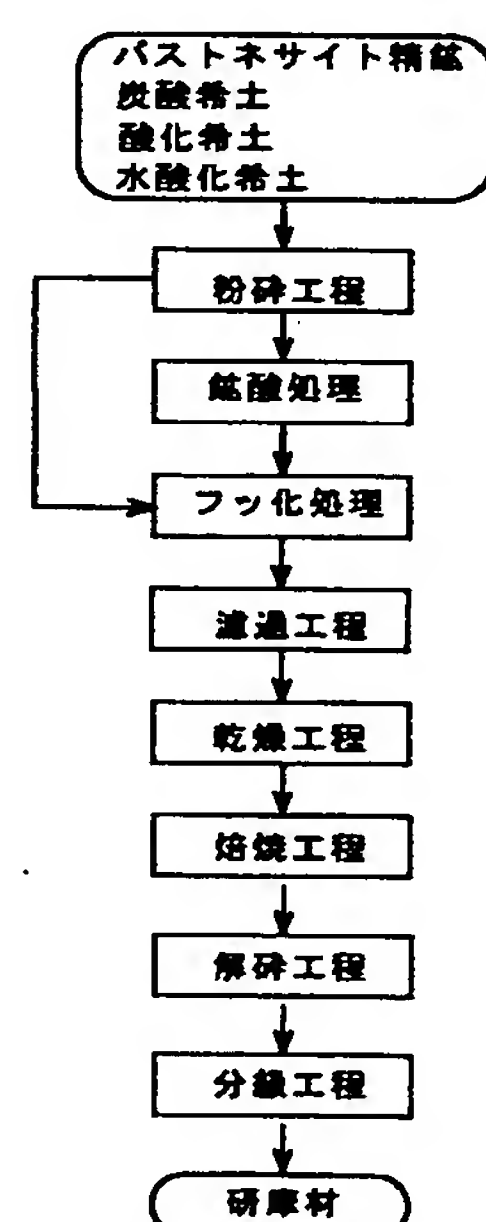 バストネサイト精鉱
炭酸希土
酸化希土
水酸化希土
粉砕工程
鉱酸処理
フッ化処理
濾過工程
乾燥工程
焙焼工程
解砕工程
分級工程
研摩材